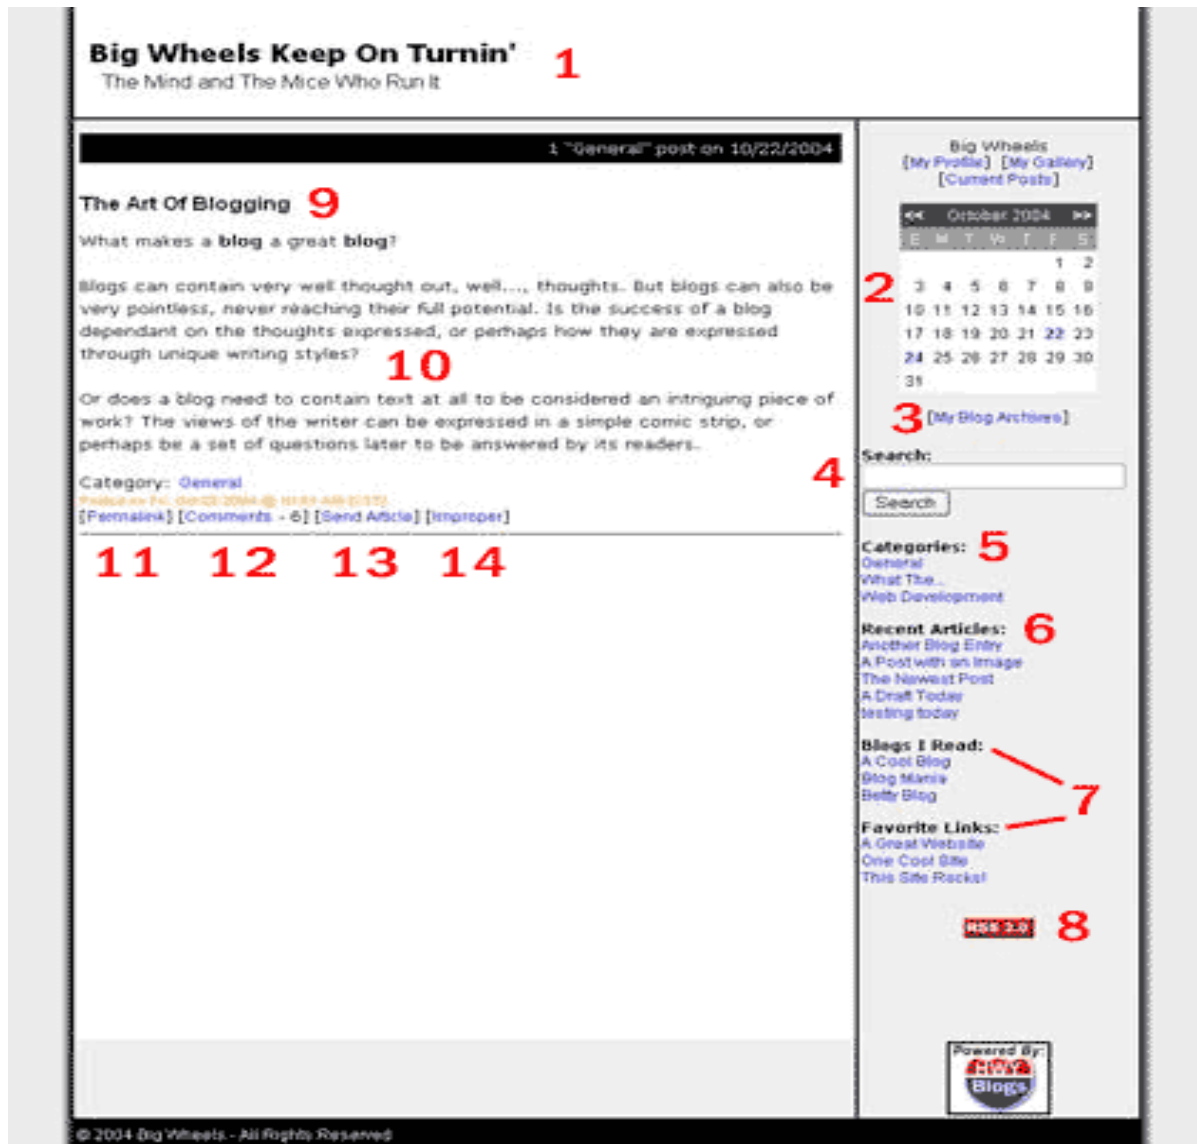 Big Wheels Keep On Turnin'
1
The Mind and The Mice Who Run It
1 "General" post on 10/22/2004
The Art Of Blogging 9
What makes a blog a great blog?
Blogs can contain very well thought out, well..., thoughts. But blogs can also be
very pointless, never reaching their full potential. Is the success of a blog
dependant on the thoughts expressed, or perhaps how they are expressed
through unique writing styles?
10
Or does a blog need to contain text at all to be considered an intriguing piece of
work? The views of the writer can be expressed in a simple comic strip, or
perhaps be a set of questions later to be answered by its readers.
Category: General
[Permalink] [Comments - 6] [Send Article] [Improper]
11 12 13 14
Big Wheels
[My Profile] [My Gallery]
[Current Posts]
<< October 2004 >>
M T F S
1 2
2
3 4 5 6 7 8 9
10 11 12 13 14 15 16
17 18 19 20 21 22 23
24 25 26 27 28 29 30
31
3 [My Blog Archives]
4 Search:
Search
Categories: 5
General
What The...
Web Development
Recent Articles: 6
Another Blog Entry
A Post with an Image
The Newest Post
A Draft Today
testing today
Blogs I Read:
A Cool Blog
Blog Mania
Betty Blog
7
Favorite Links:
A Great Website
One Cool Site
This Site Rocks!
RSS 2.0 8
Powered By:
HWY
Blogs
© 2004 Big Wheels - All Rights Reserved